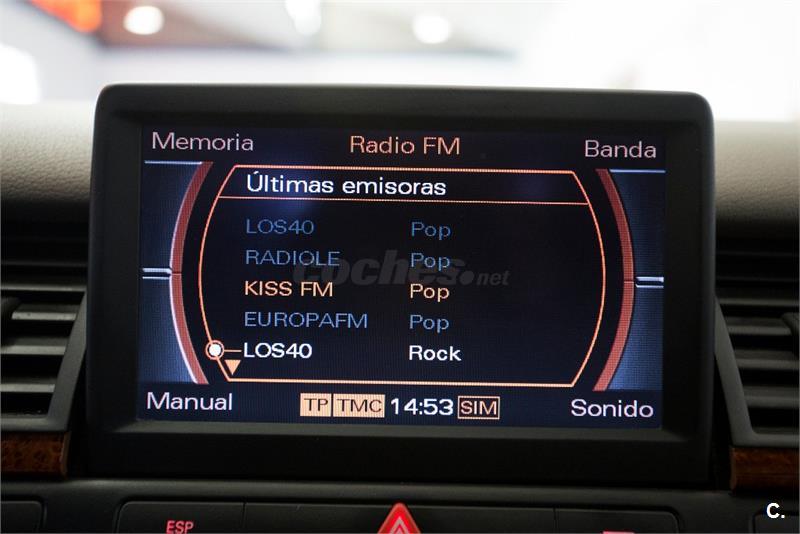 Memoria Radio FM Banda
Últimas emisoras
LOS40 Pop
RADIOLE Pop
coches.net
KISS FM Pop
EUROPAFM Pop
LOS40 Rock
Manual TP TMC 14:53 SIM Sonido
ESP
C.